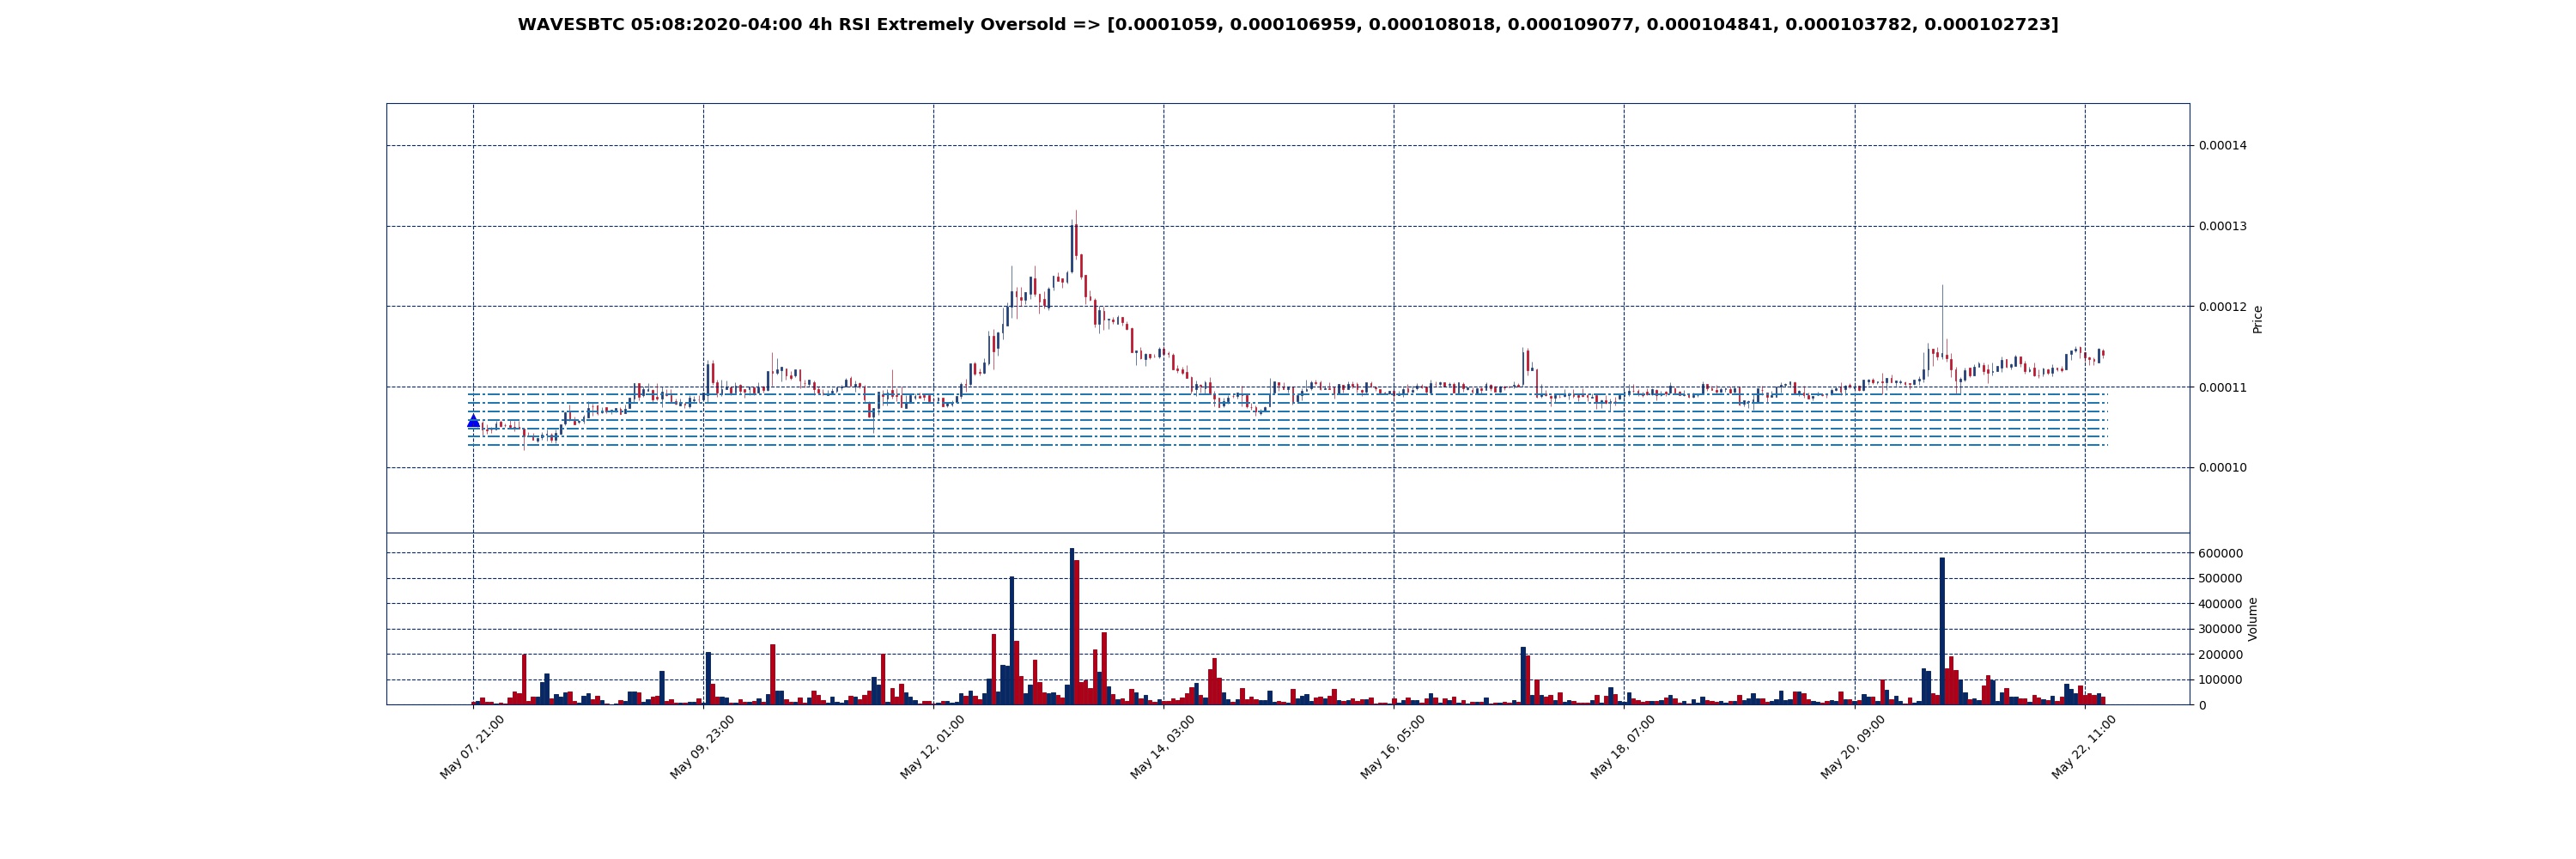 WAVESBTC 05:08:2020-04:00 4h RSI Extremely Oversold => [0.0001059, 0.000106959, 0.000108018, 0.000109077, 0.000104841, 0.000103782, 0.000102723]
0.00014
0.00013
0.00012
0.00011
0.00010
Price
600000
500000
400000
300000
200000
100000
0
Volume
May 07, 21:00
May 09, 23:00
May 12, 01:00
May 14, 03:00
May 16, 05:00
May 18, 07:00
May 20, 09:00
May 22, 11:00